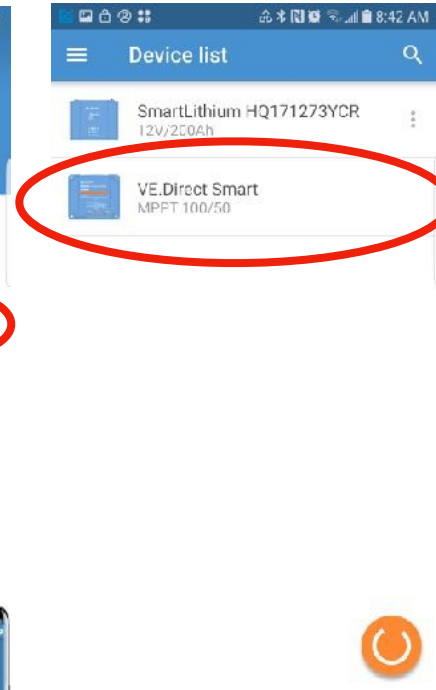 8:42 AM
Device list
SmartLithium HQ171273YCR
12V/200Ah
VE.Direct Smart
MPPT 100/50